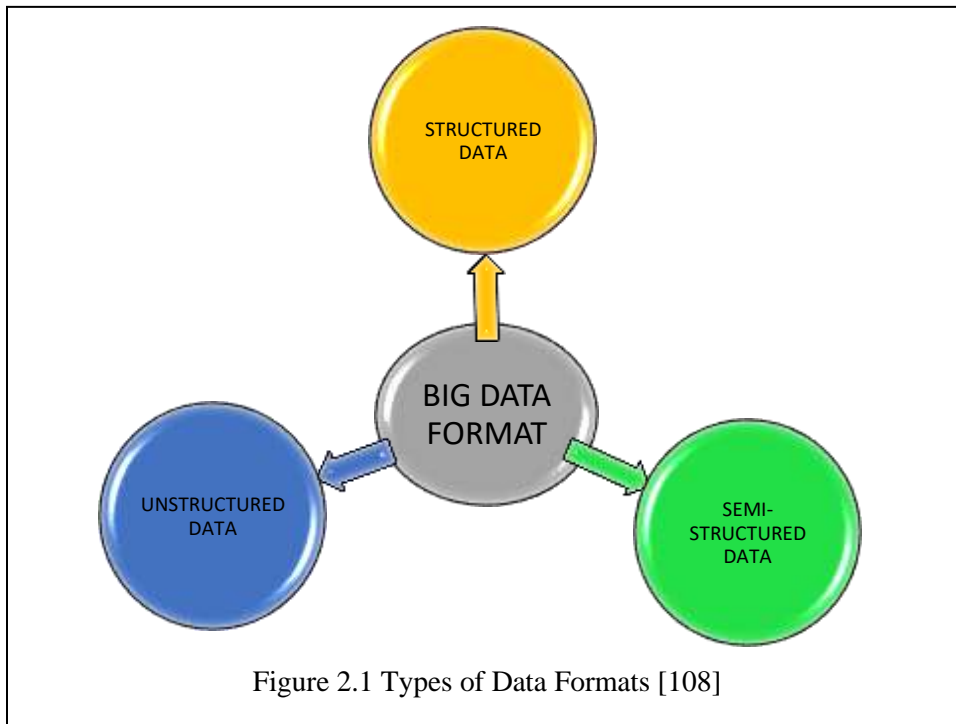 STRUCTURED
DATA
BIG DATA
FORMAT
UNSTRUCTURED
DATA
SEMI-
STRUCTURED
DATA
Figure 2.1 Types of Data Formats [108]